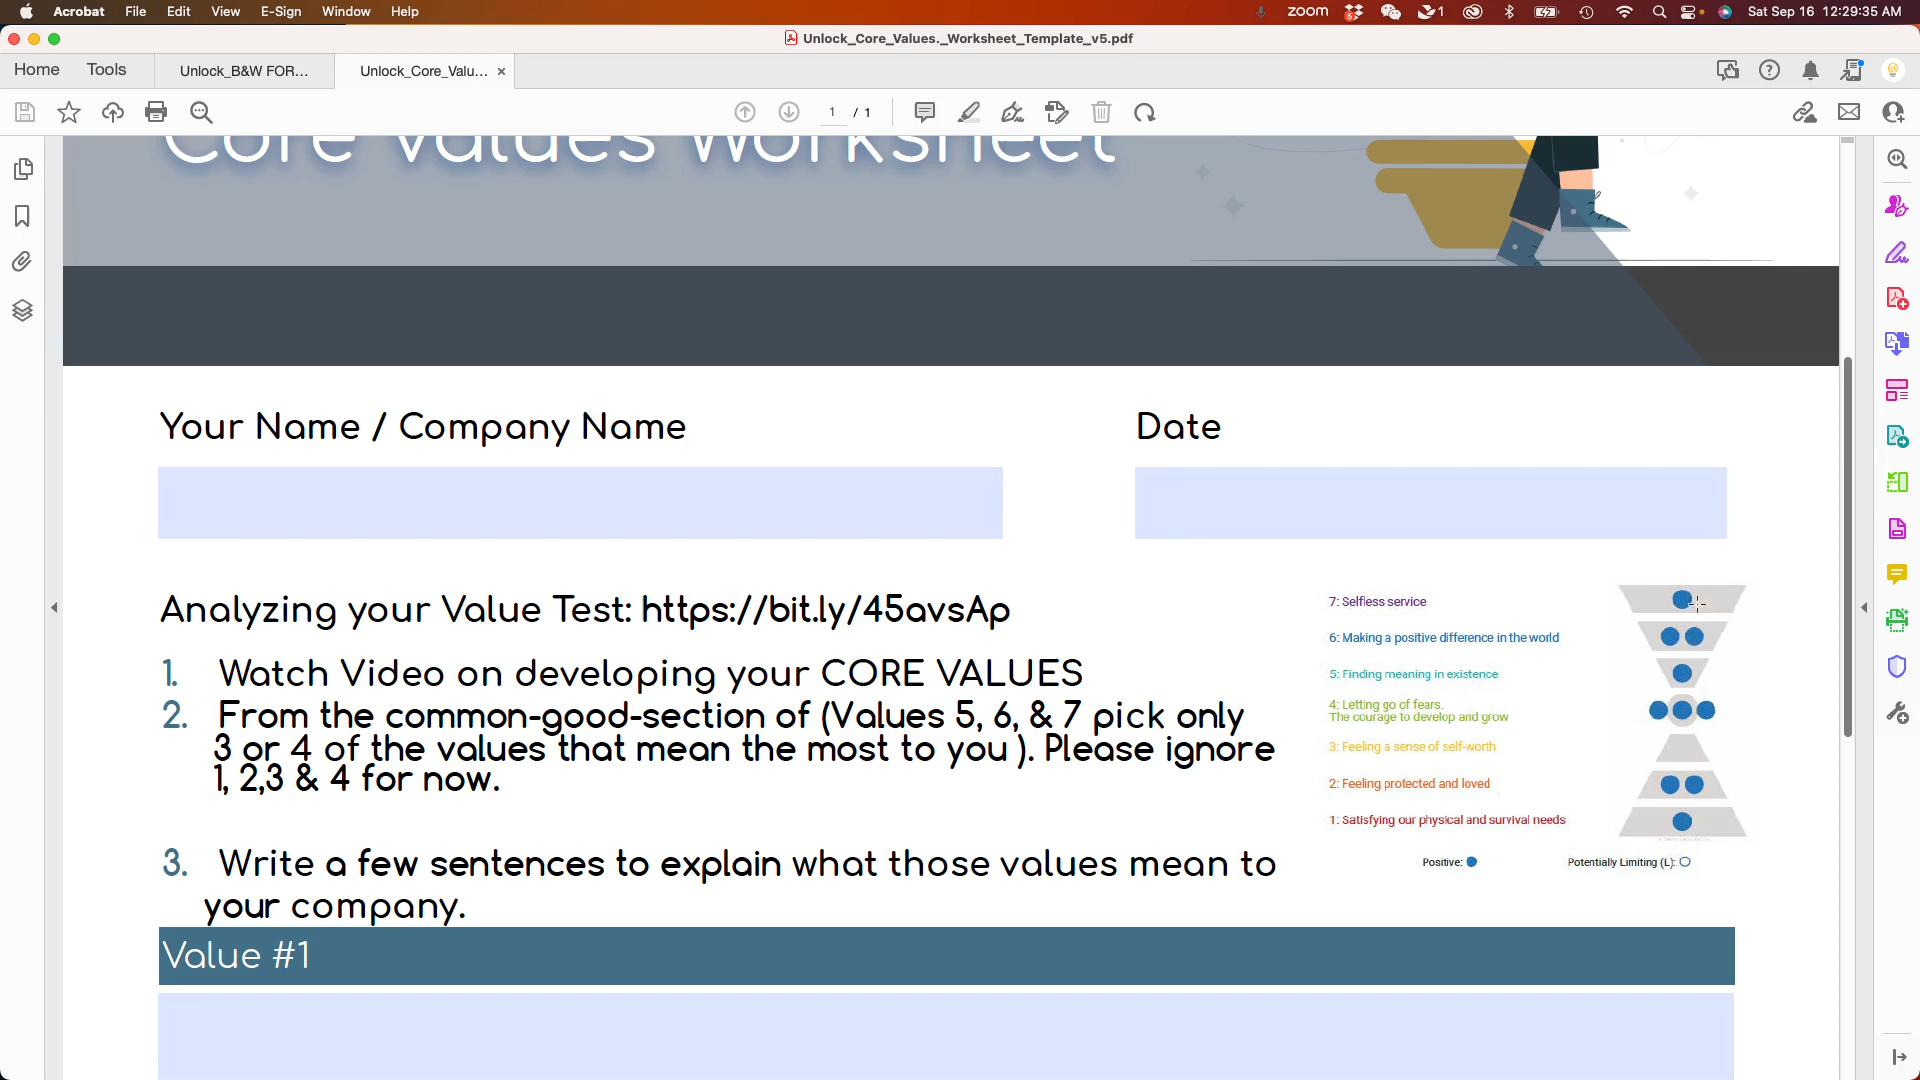 Acrobat File Edit View E-Sign Window Help
zoom 5 1 Sat Sep 16 12:29:35 AM
Unlock_Core_Values._Worksheet_Template_v5.pdf
Home Tools Unlock_B&W FOR... Unlock_Core_Valu... ×
1 / 1
Core Values Worksheet
Your Name / Company Name
Date
Analyzing your Value Test: https://bit.ly/45avsAp
1. Watch Video on developing your CORE VALUES
2. From the common-good-section of (Values 5, 6, & 7 pick only
3 or 4 of the values that mean the most to you ). Please ignore
1, 2,3 & 4 for now.
3. Write a few sentences to explain what those values mean to
your company.
7: Selfless service
6: Making a positive difference in the world
5: Finding meaning in existence
4: Letting go of fears.
The courage to develop and grow
3: Feeling a sense of self-worth
2: Feeling protected and loved
1: Satisfying our physical and survival needs
Positive:
Potentially Limiting (L):
Value #1